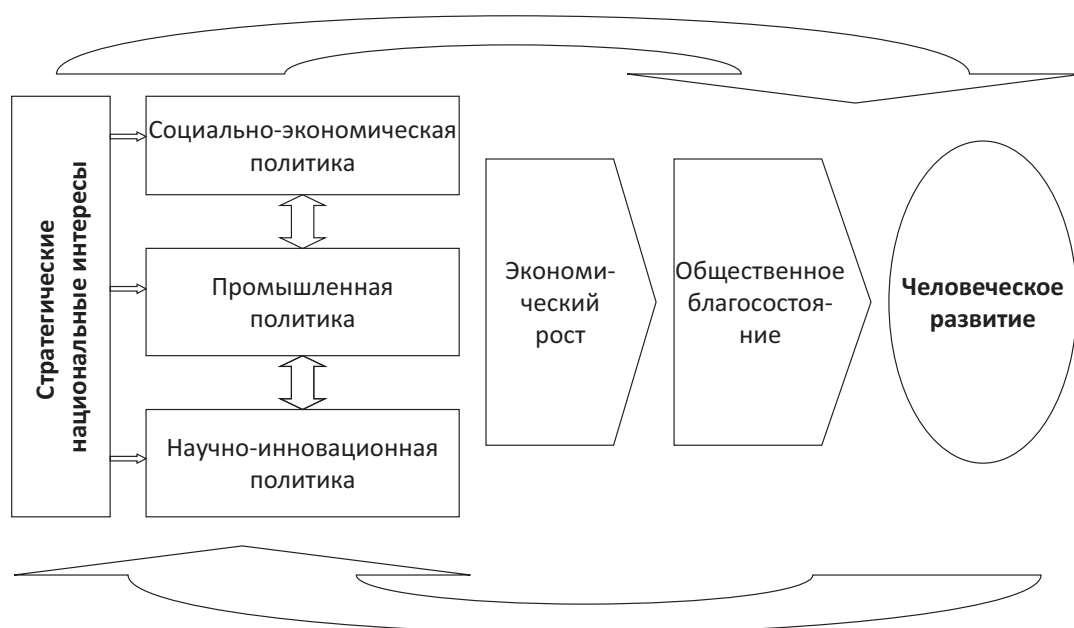 Стратегические
национальные интересы
Социально-экономическая
политика
Промышленная
политика
Научно-инновационная
политика
Экономи-
ческий
рост
Общественное
благосостоя-
ние
Человеческое
развитие